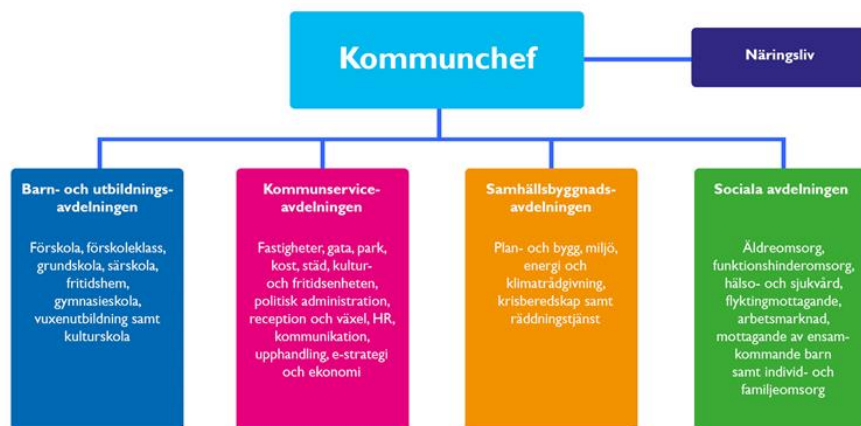 Kommunchef
Näringsliv
Barn- och utbildnings-
avdelningen
Förskola, förskoleklass,
grundskola, särskola,
fritidshem,
gymnasieskola,
vuxenutbildning samt
kulturskola
Kommunservice-
avdelningen
Fastigheter, gata, park,
kost, städ, kultur-
och fritidsenheten,
politisk administration,
reception och växel, HR,
kommunikation,
upphandling, e-strategi
och ekonomi
Samhällsbyggnads-
avdelningen
Plan- och bygg, miljö,
energi och
klimatrådgivning,
krisberedskap samt
räddningstjänst
Sociala avdelningen
Äldreomsorg,
funktionshinderomsorg,
hälso- och sjukvård,
flyktingmottagande,
arbetsmarknad,
mottagande av ensam-
kommande barn
samt individ- och
familjeomsorg